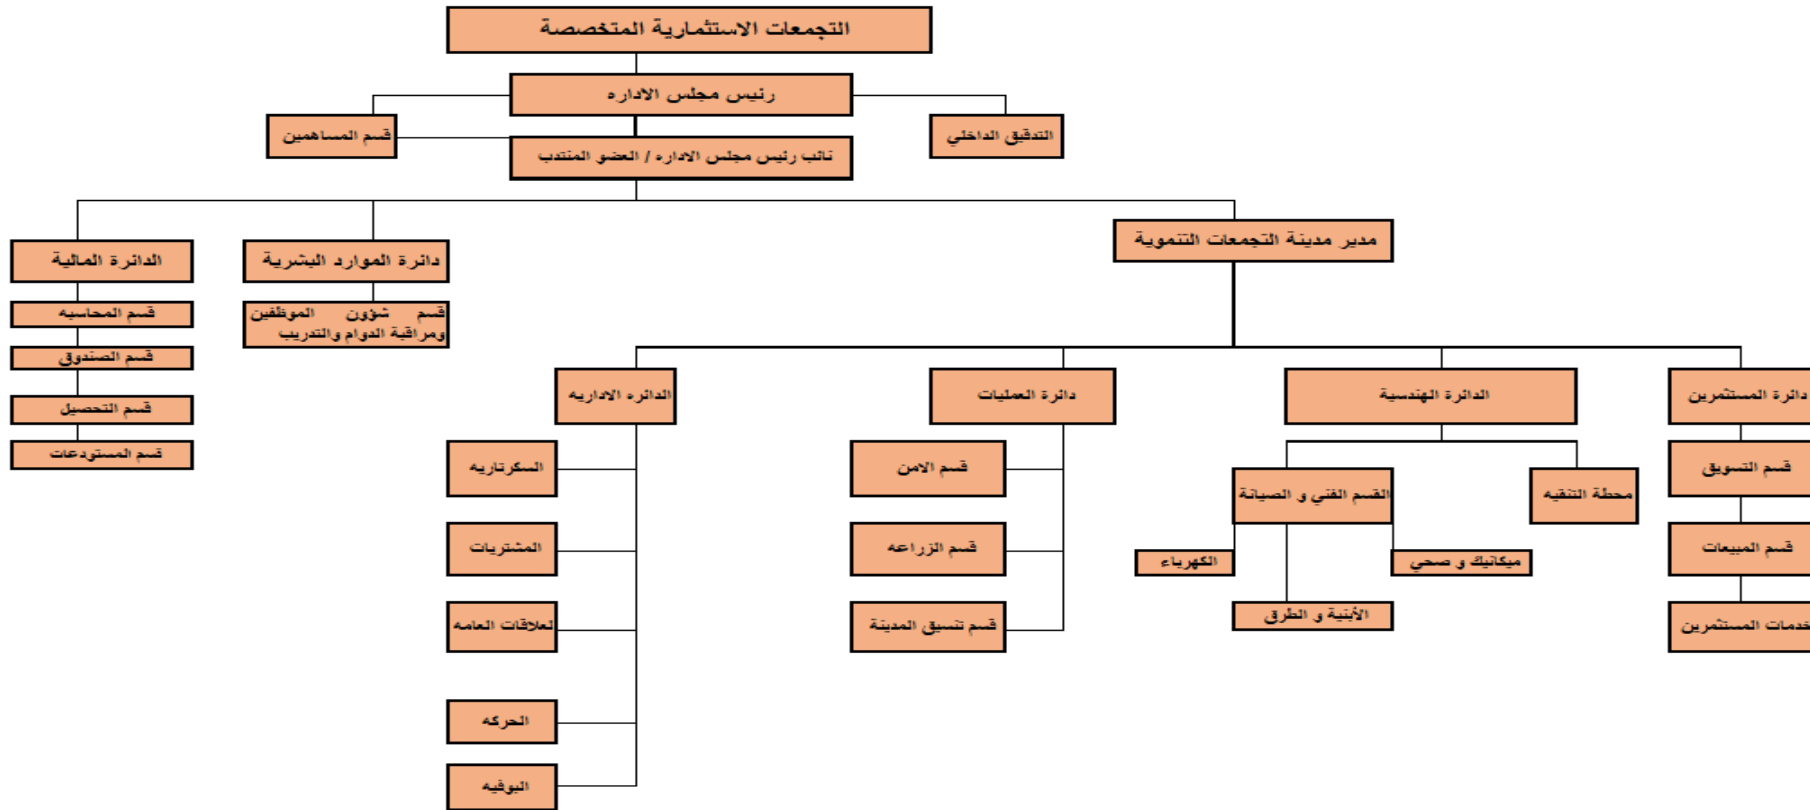 التجمعات الاستثمارية المتخصصة
رئيس مجلس الاداره
التدقيق الداخلي
قسم المساهمين
نائب رئيس مجلس الاداره / العضو المنتدب
مدير مدينة التجمعات التنموية
دائرة الموارد البشرية
الدائرة المالية
قسم شؤون الموظفين
ومراقبة الدوام والتدريب
قسم المحاسبه
قسم الصندوق
قسم التحصيل
قسم المستودعات
دائرة المستثمرين
الدائرة الهندسية
دائرة العمليات
الدائره الاداريه
قسم التسويق
محطة التنقيه
القسم الفني و الصيانة
قسم الامن
السكرتاريه
قسم المبيعات
ميكانيك و صحي
الكهرباء
قسم الزراعه
المشتريات
خدمات المستثمرين
الأبنية و الطرق
قسم تنسيق المدينة
لعلاقات العامه
الحركه
البوفيه